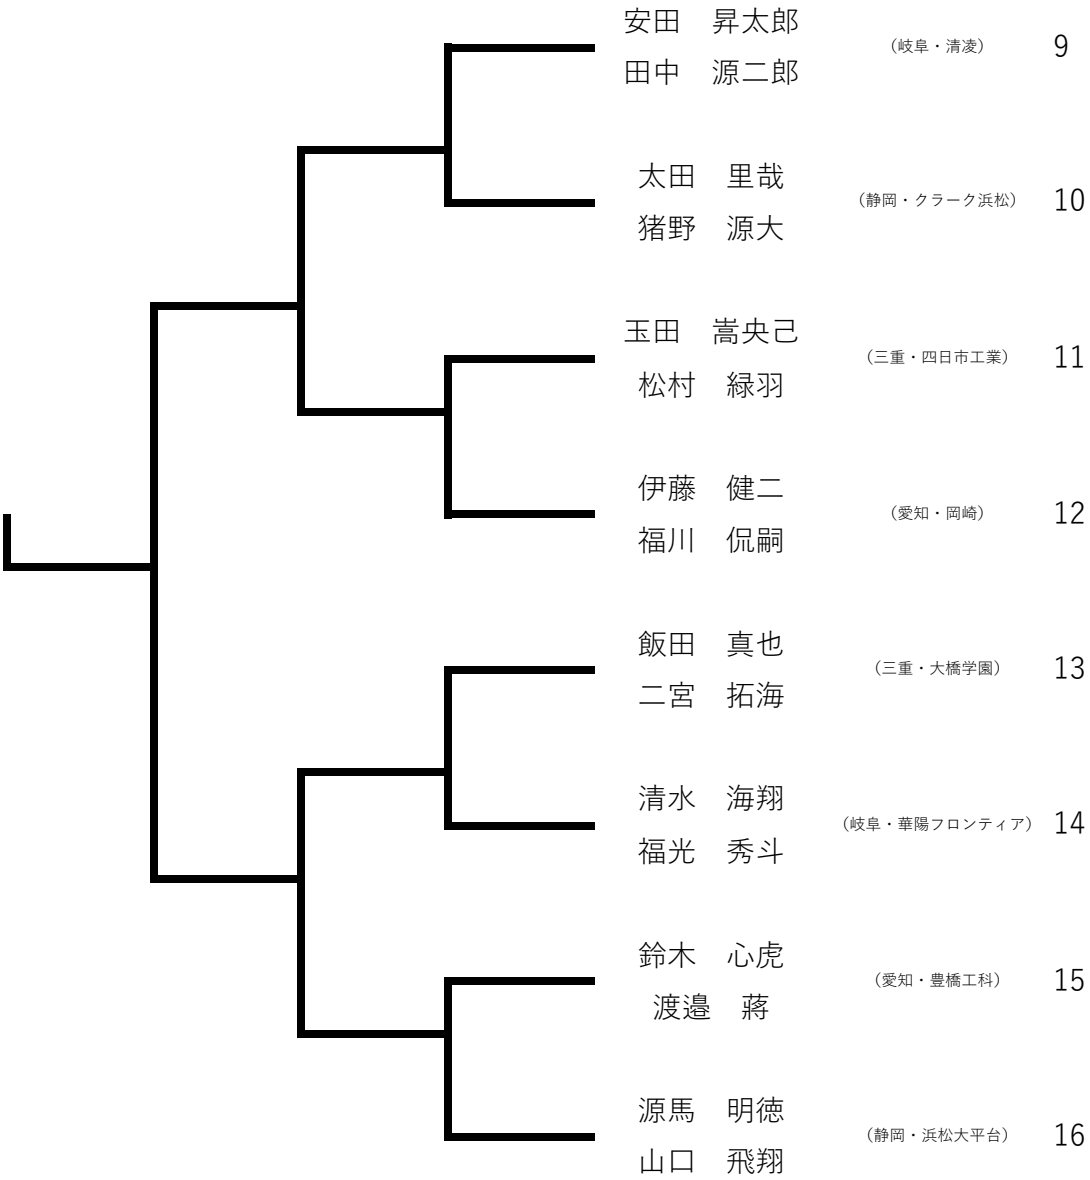 安田　昇太郎
（岐阜・清凌）　9
田中　源二郎
太田　里哉
（静岡・クラーク浜松）　10
猪野　源大
玉田　嵩央己
（三重・四日市工業）　11
松村　緑羽
伊藤　健二
（愛知・岡崎）　12
福川　侃嗣
飯田　真也
（三重・大橋学園）　13
二宮　拓海
清水　海翔
（岐阜・華陽フロンティア）　14
福光　秀斗
鈴木　心虎
（愛知・豊橋工科）　15
渡邉　蔣
源馬　明徳
（静岡・浜松大平台）　16
山口　飛翔